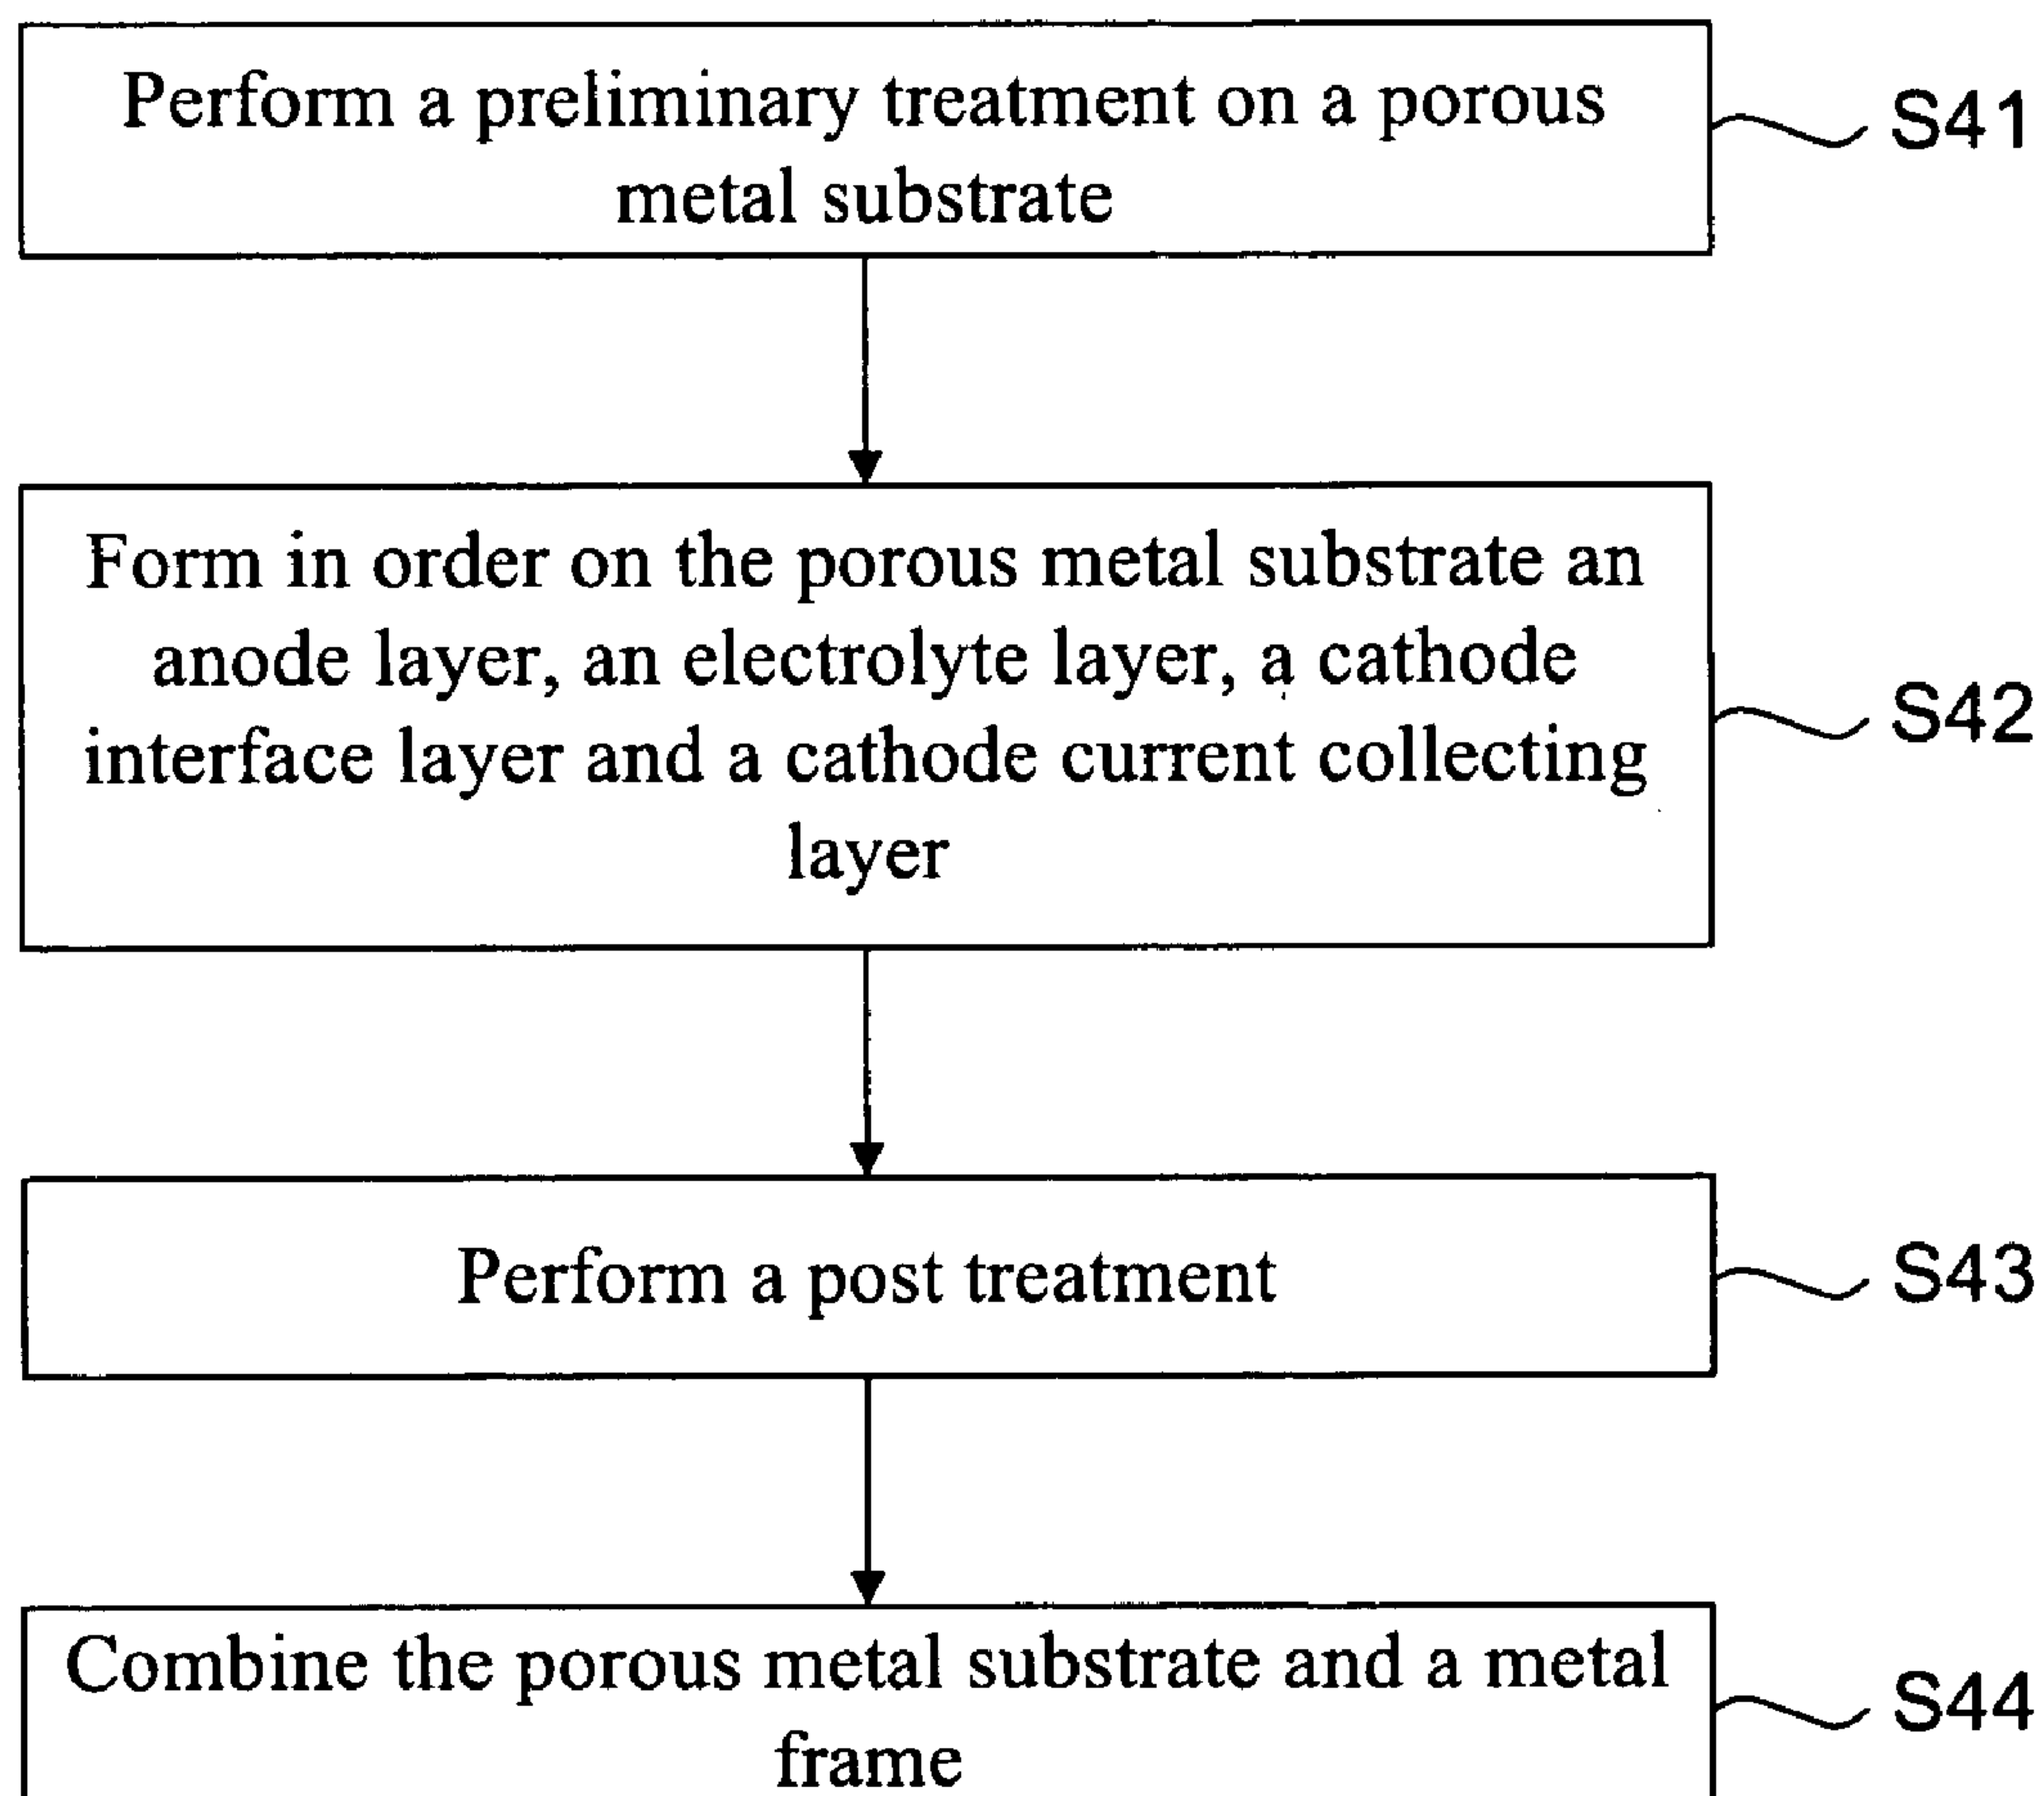 Perform a preliminary treatment on a porous
metal substrate
S41
Form in order on the porous metal substrate an
anode layer, an electrolyte layer, a cathode
interface layer and a cathode current collecting
layer
S42
Perform a post treatment
S43
Combine the porous metal substrate and a metal
frame
S44